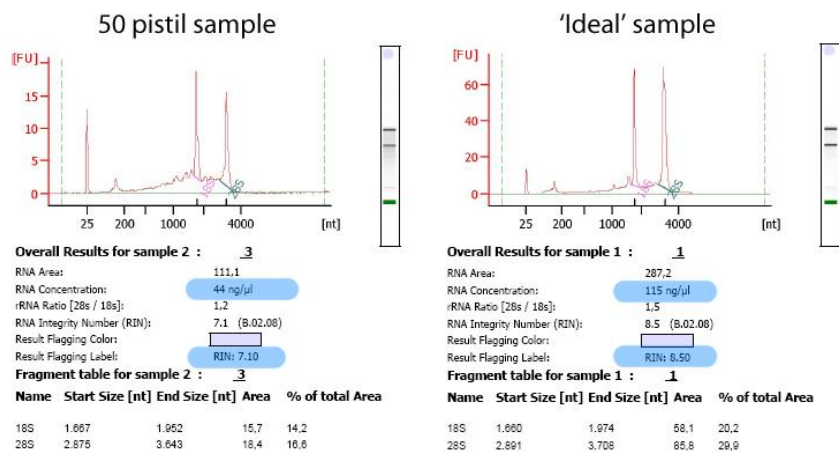 50 pistil sample
[FU]
15
10
5
0
18S
28S
25 200 1000 4000 [nt]
Overall Results for sample 2 : 3
RNA Area: 111,1
RNA Concentration: 44 ng/µl
rRNA Ratio [28s / 18s]: 1,2
RNA Integrity Number (RIN): 7.1 (B.02.08)
Result Flagging Color:
Result Flagging Label: RIN: 7.10
Fragment table for sample 2 : 3
Name Start Size [nt] End Size [nt] Area % of total Area
18S 1.667 1.952 15,7 14,2
28S 2.875 3.643 18,4 16,6
'Ideal' sample
[FU]
60
40
20
0
18S
28S
25 200 1000 4000 [nt]
Overall Results for sample 1 : 1
RNA Area: 287,2
RNA Concentration: 115 ng/µl
rRNA Ratio [28s / 18s]: 1,5
RNA Integrity Number (RIN): 8.5 (B.02.08)
Result Flagging Color:
Result Flagging Label: RIN: 8.50
Fragment table for sample 1 : 1
Name Start Size [nt] End Size [nt] Area % of total Area
18S 1.660 1.974 58,1 20,2
28S 2.891 3.708 85,8 29,9